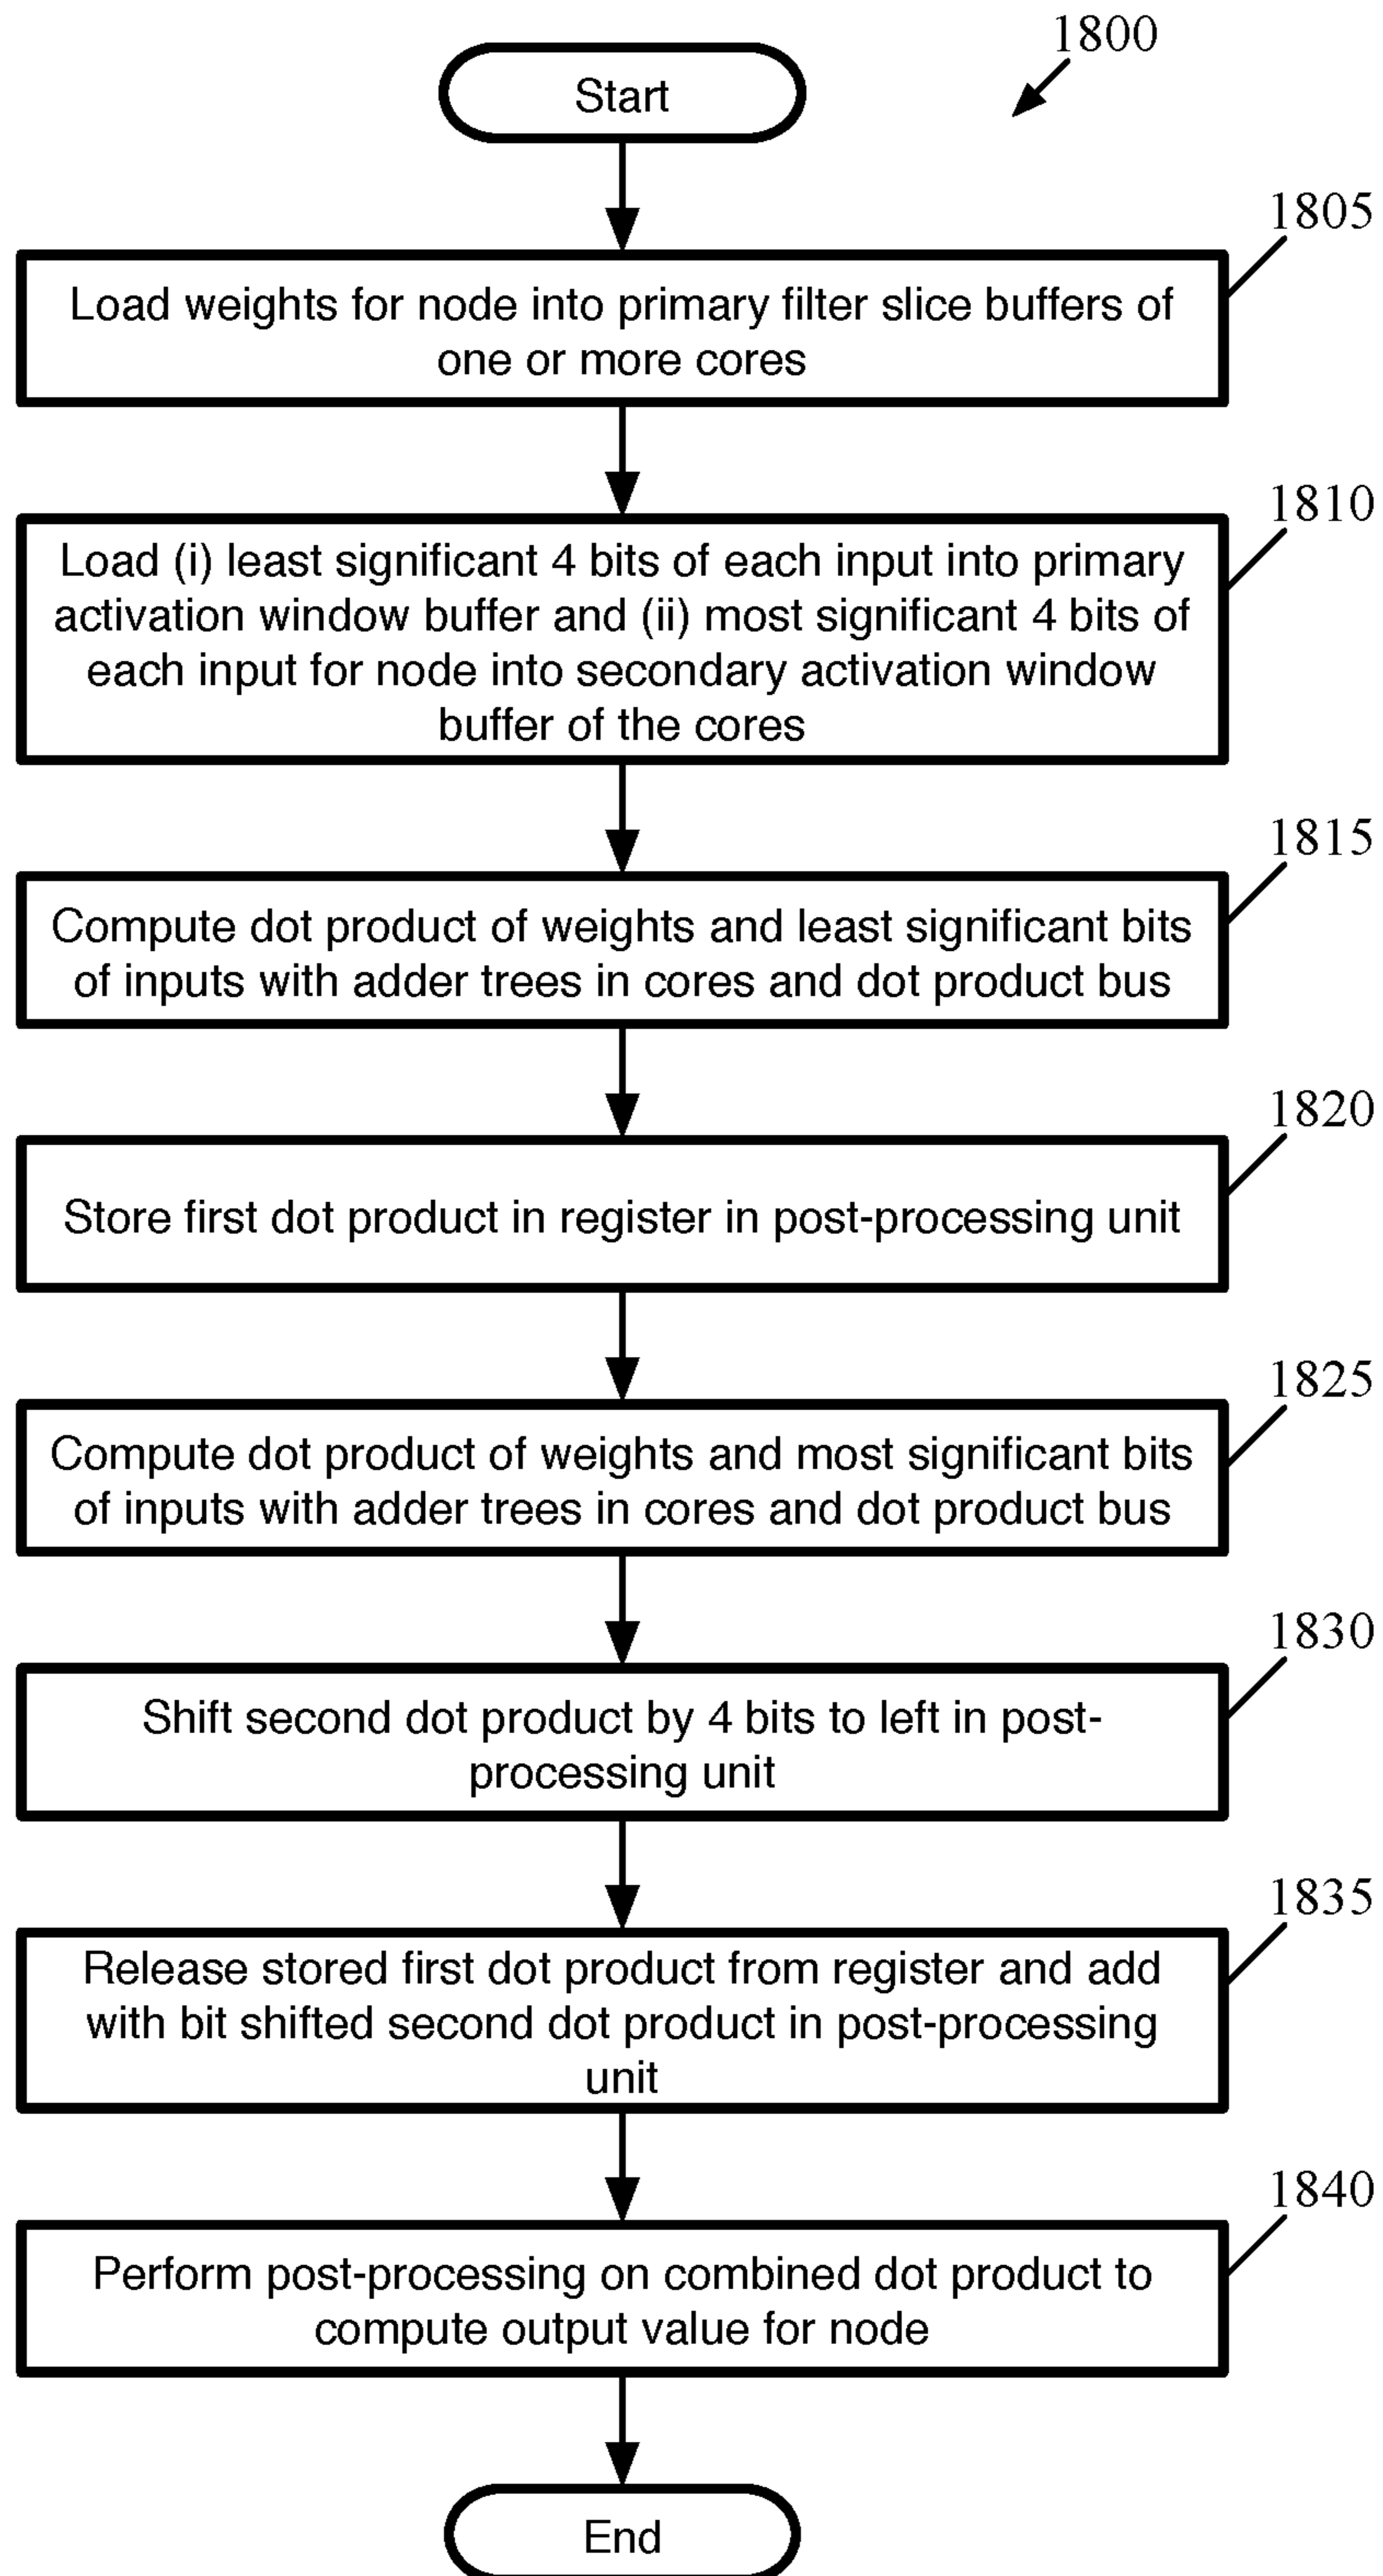 1800
Start
1805
Load weights for node into primary filter slice buffers of
one or more cores
1810
Load (i) least significant 4 bits of each input into primary
activation window buffer and (ii) most significant 4 bits of
each input for node into secondary activation window
buffer of the cores
1815
Compute dot product of weights and least significant bits
of inputs with adder trees in cores and dot product bus
1820
Store first dot product in register in post-processing unit
1825
Compute dot product of weights and most significant bits
of inputs with adder trees in cores and dot product bus
1830
Shift second dot product by 4 bits to left in post-
processing unit
1835
Release stored first dot product from register and add
with bit shifted second dot product in post-processing
unit
1840
Perform post-processing on combined dot product to
compute output value for node
End